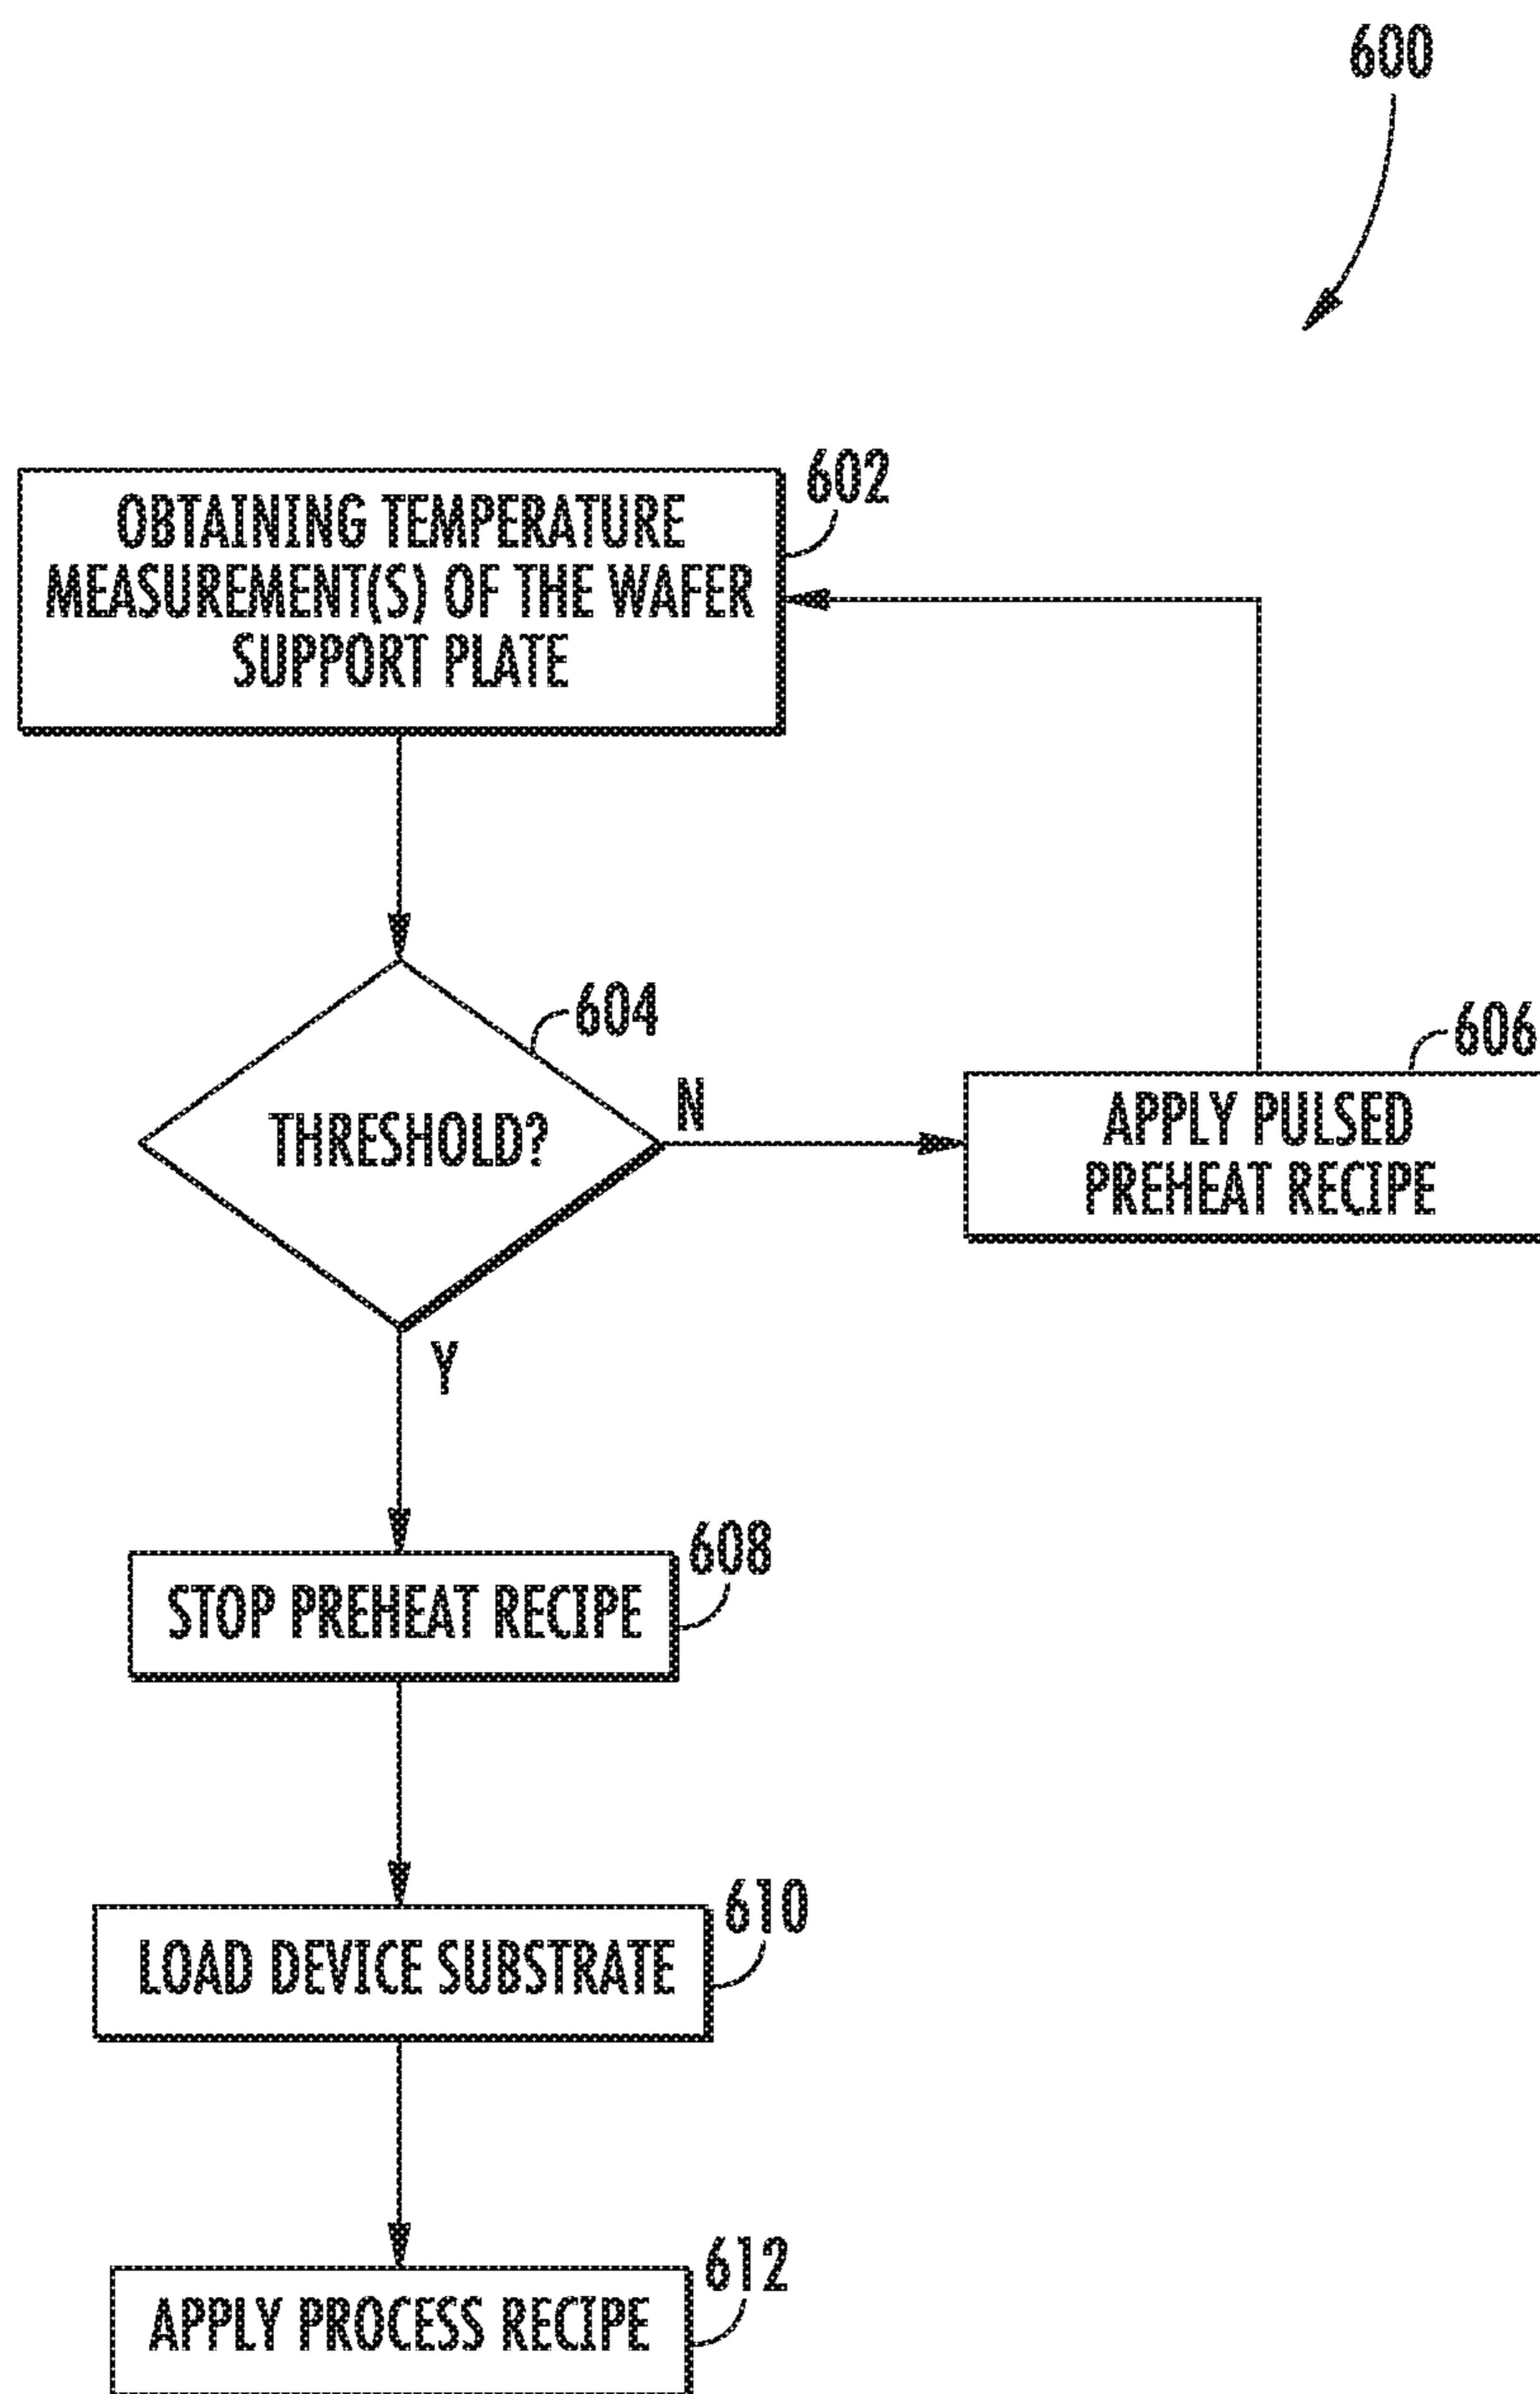 600
602
OBTAINING TEMPERATURE
MEASUREMENT(S) OF THE WAFER
SUPPORT PLATE
604
THRESHOLD?
N
606
APPLY PULSED
PREHEAT RECIPE
Y
608
STOP PREHEAT RECIPE
610
LOAD DEVICE SUBSTRATE
612
APPLY PROCESS RECIPE